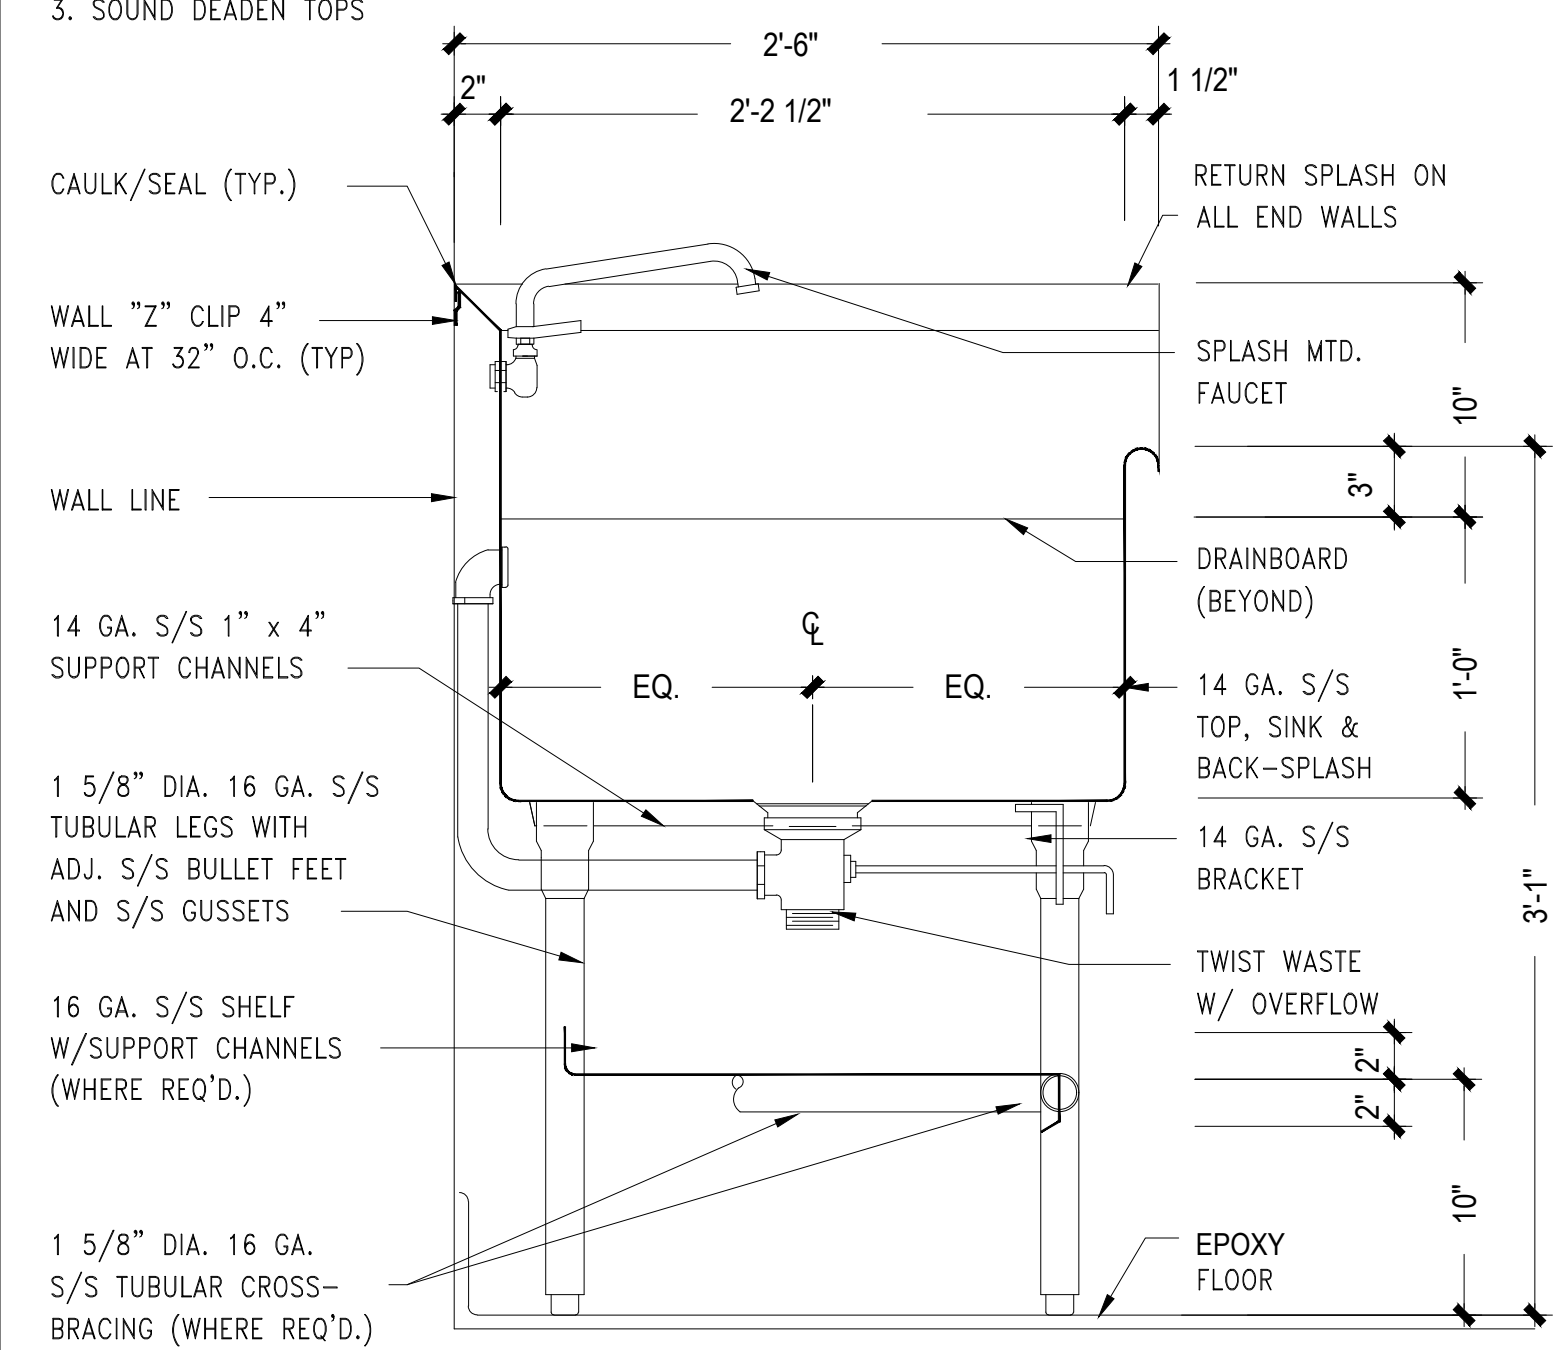 3. SOUND DEADEN TOPS
2'-6"
2"
2'-2 1/2"
1 1/2"
CAULK/SEAL (TYP.)
WALL "Z" CLIP 4"
WIDE AT 32" O.C. (TYP)
WALL LINE
14 GA. S/S 1" x 4"
SUPPORT CHANNELS
1 5/8" DIA. 16 GA. S/S
TUBULAR LEGS WITH
ADJ. S/S BULLET FEET
AND S/S GUSSETS
16 GA. S/S SHELF
W/SUPPORT CHANNELS
(WHERE REQ'D.)
1 5/8" DIA. 16 GA.
S/S TUBULAR CROSS-
BRACING (WHERE REQ'D.)
℄
EQ.
EQ.
RETURN SPLASH ON
ALL END WALLS
SPLASH MTD.
FAUCET
DRAINBOARD
(BEYOND)
14 GA. S/S
TOP, SINK &
BACK-SPLASH
14 GA. S/S
BRACKET
TWIST WASTE
W/ OVERFLOW
EPOXY
FLOOR
10"
3"
1'-0"
3'-1"
2"
2"
10"